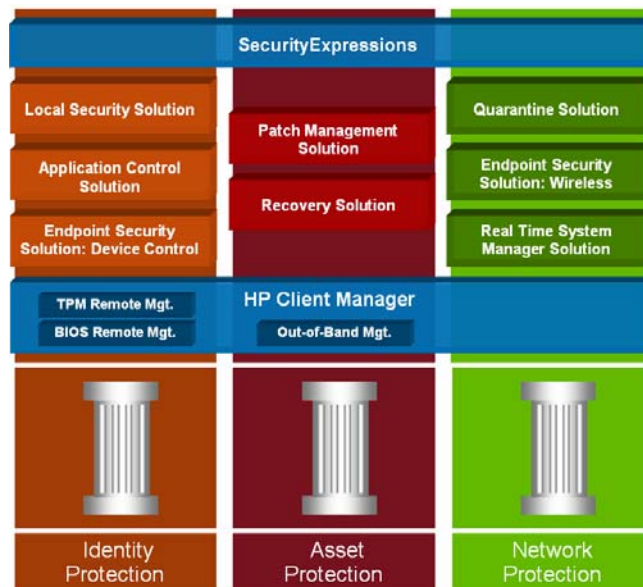 SecurityExpressions
Local Security Solution
Application Control
Solution
Endpoint Security
Solution: Device Control
Patch Management
Solution
Recovery Solution
Quarantine Solution
Endpoint Security
Solution: Wireless
Real Time System
Manager Solution
HP Client Manager
TPM Remote Mgt.
BIOS Remote Mgt.
Out-of-Band Mgt.
Identity
Protection
Asset
Protection
Network
Protection